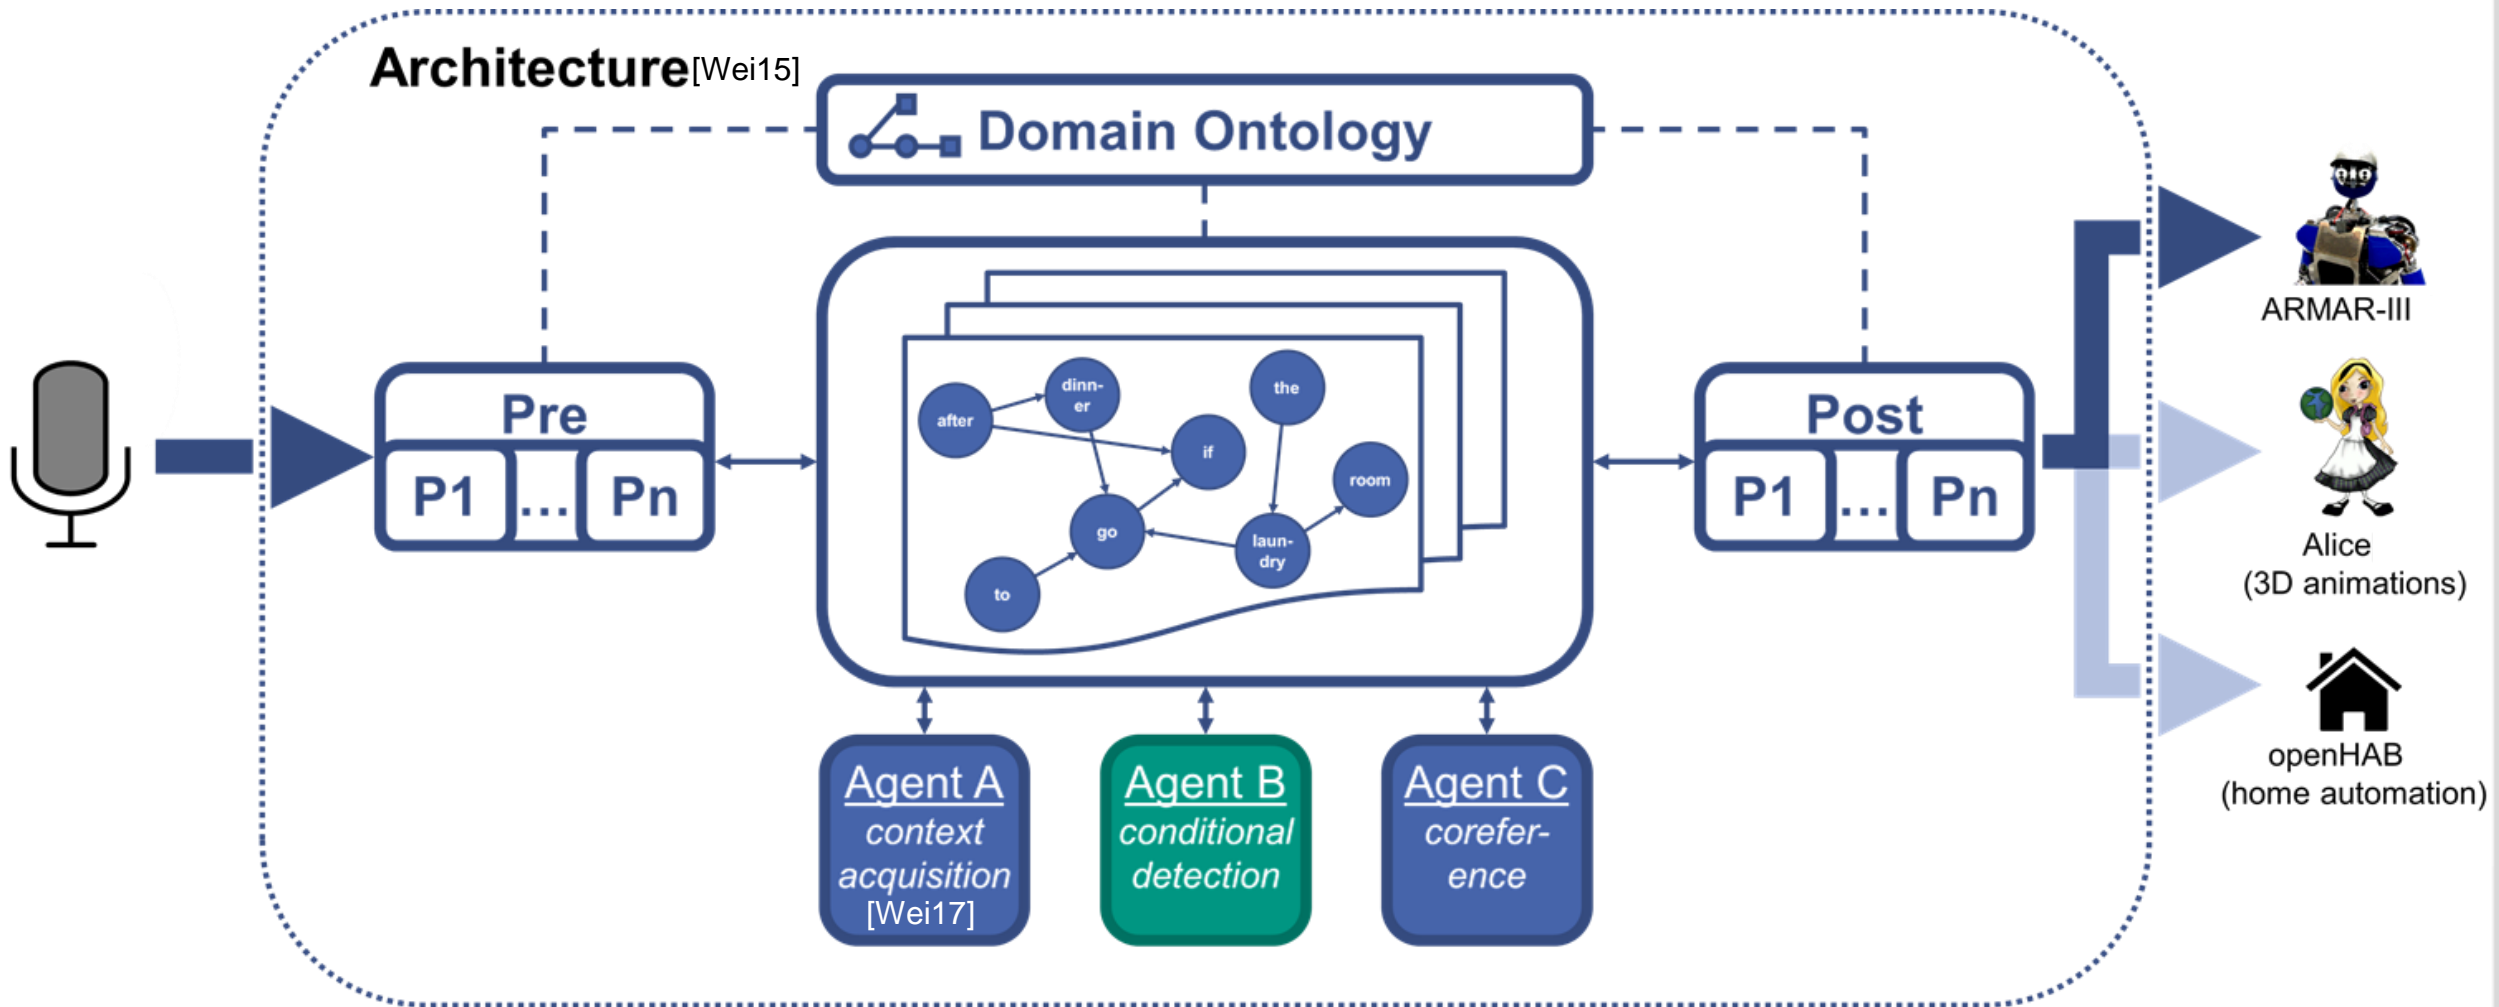 Architecture[Wei15]
Domain Ontology
Pre
P1 ... Pn
after
dinn-
er
the
if
room
go
laun-
dry
to
Post
P1 ... Pn
Agent A
context
acquisition
[Wei17]
Agent B
conditional
detection
Agent C
corefer-
ence
ARMAR-III
Alice
(3D animations)
openHAB
(home automation)